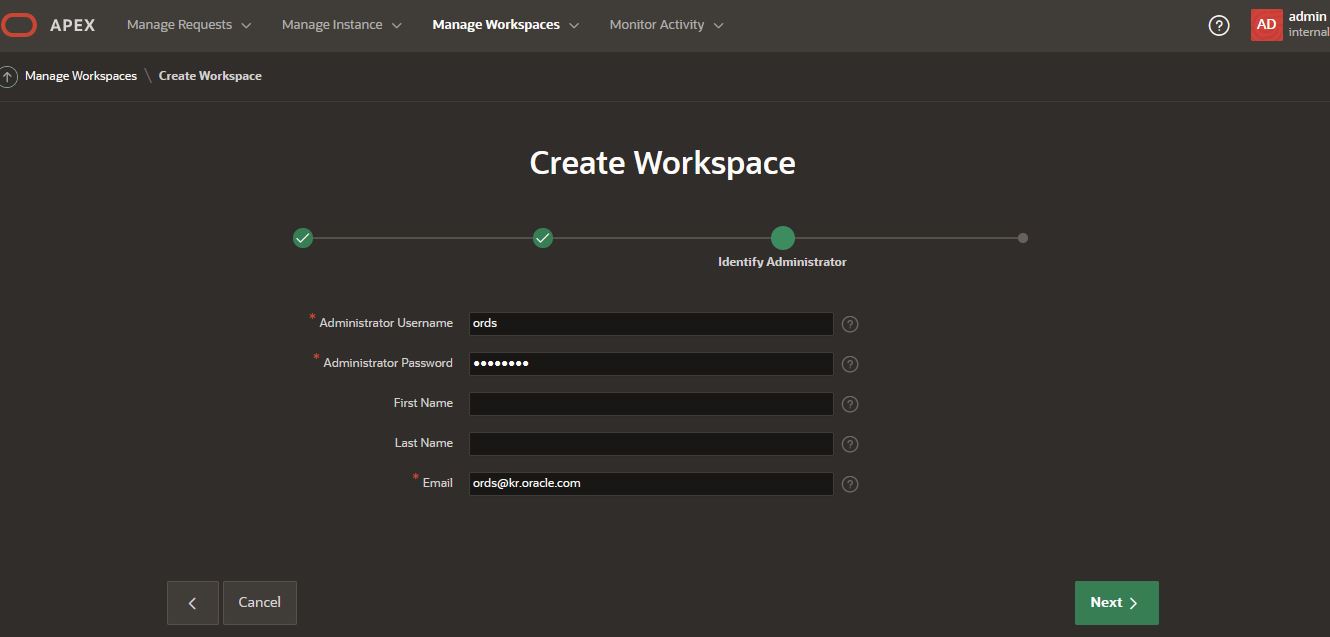 APEX Manage Requests Manage Instance Manage Workspaces Monitor Activity ? AD admin
internal
Manage Workspaces \ Create Workspace
Create Workspace
Identify Administrator
* Administrator Username ords ?
* Administrator Password •••••••• ?
First Name ?
Last Name ?
* Email ords@kr.oracle.com ?
Cancel Next